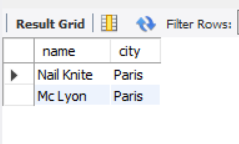 Result Grid Filter Rows:
name city
Nail Knite Paris
Mc Lyon Paris